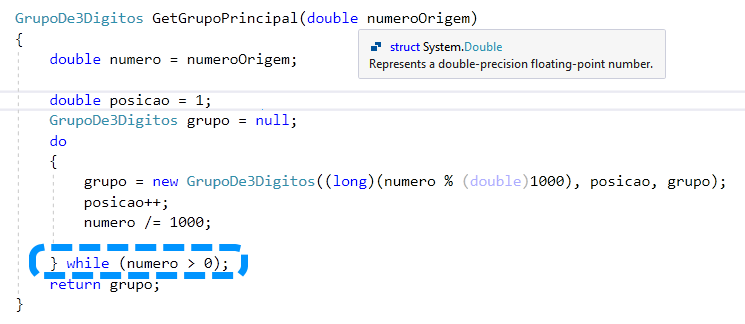 GrupoDe3Digitos GetGrupoPrincipal(double numeroOrigem)
{
struct System.Double
Represents a double-precision floating-point number.
double numero = numeroOrigem;
double posicao = 1;
GrupoDe3Digitos grupo = null;
do
{
grupo = new GrupoDe3Digitos((long)(numero % (double)1000), posicao, grupo);
posicao++;
numero /= 1000;
} while (numero > 0);
return grupo;
}